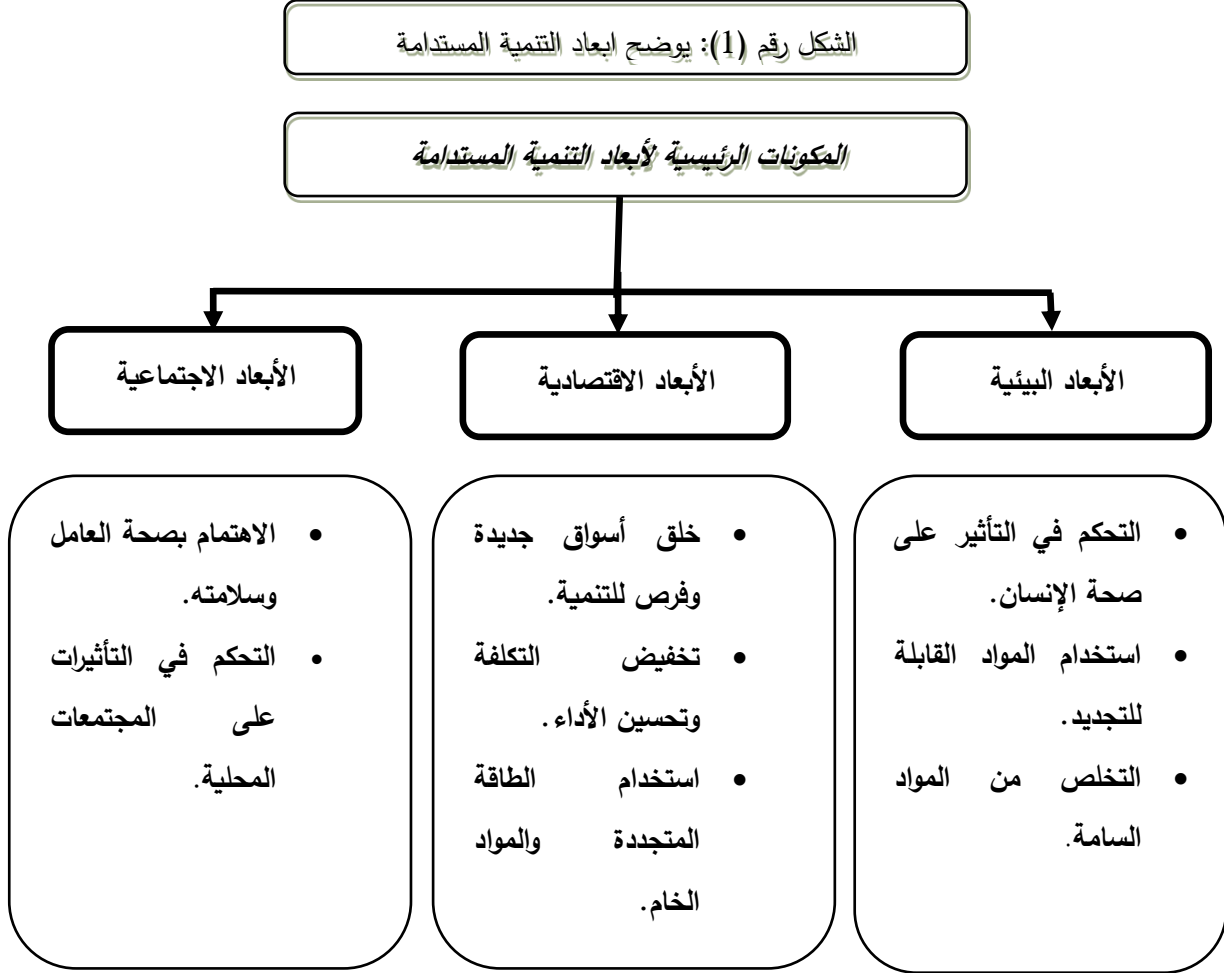 الشكل رقم (1): يوضح ابعاد التنمية المستدامة
المكونات الرئيسية لأبعاد التنمية المستدامة
الأبعاد البيئية
الأبعاد الاقتصادية
الأبعاد الاجتماعية
• التحكم في التأثير على
صحة الإنسان.
• استخدام المواد القابلة
للتجديد.
• التخلص من المواد
السامة.
• خلق أسواق جديدة
وفرص للتنمية.
• تخفيض التكلفة
وتحسين الأداء.
• استخدام الطاقة
المتجددة والمواد
الخام.
• الاهتمام بصحة العامل
وسلامته.
• التحكم في التأثيرات
على المجتمعات
المحلية.